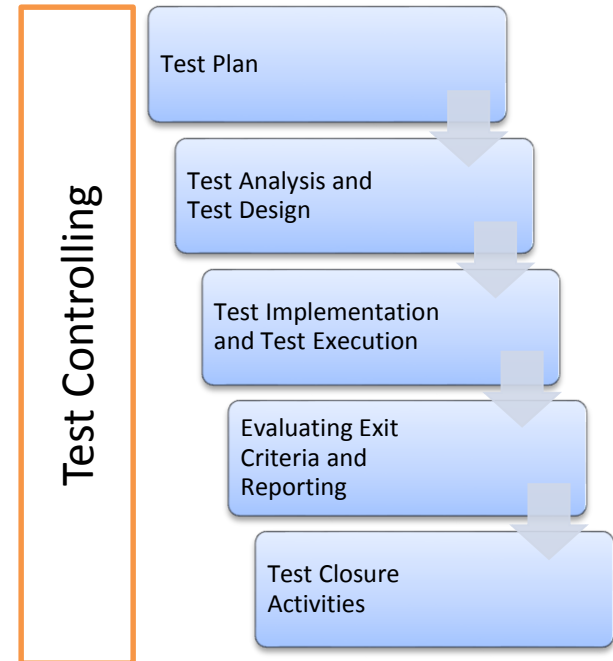 Test Controlling
Test Plan
Test Analysis and
Test Design
Test Implementation
and Test Execution
Evaluating Exit
Criteria and
Reporting
Test Closure
Activities